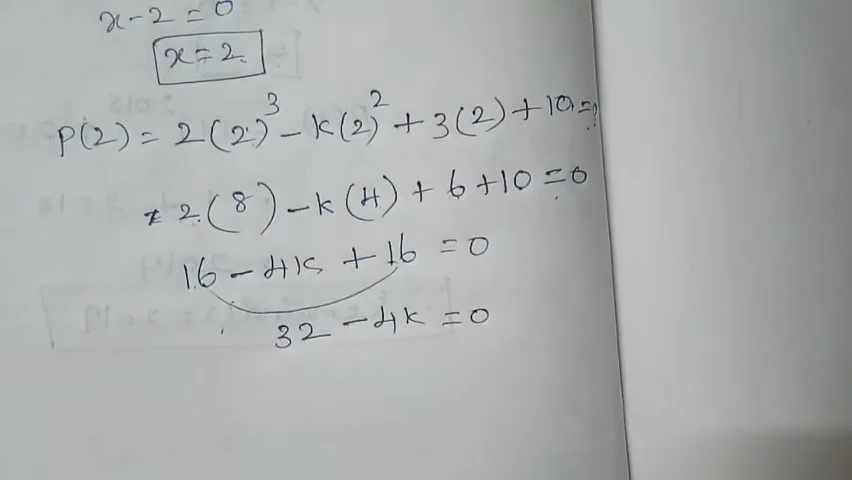 x-2=0
x=2.
P(2) = 2(2)³ - k(2)² + 3(2) + 10 =
2(8) - k(4) + 6 + 10 = 0
16 - 4k + 16 = 0
32 - 4k = 0